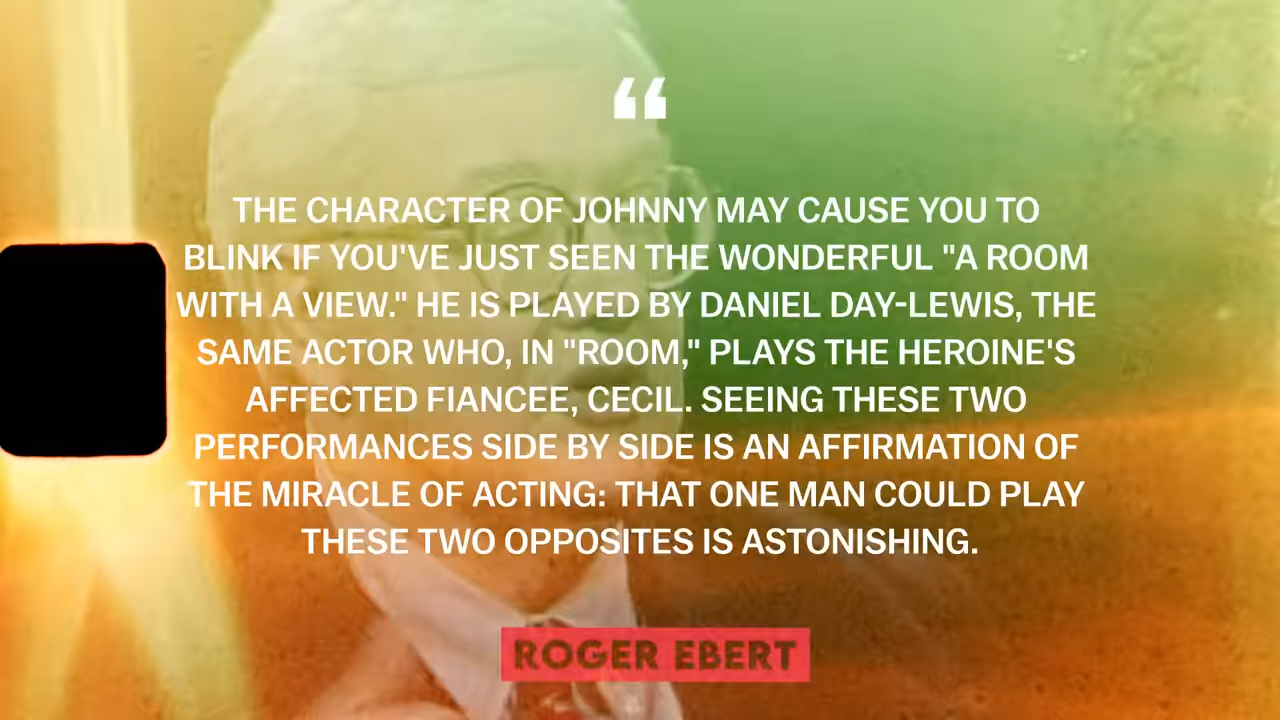 “
THE CHARACTER OF JOHNNY MAY CAUSE YOU TO
BLINK IF YOU'VE JUST SEEN THE WONDERFUL "A ROOM
WITH A VIEW." HE IS PLAYED BY DANIEL DAY-LEWIS, THE
SAME ACTOR WHO, IN "ROOM," PLAYS THE HEROINE'S
AFFECTED FIANCEE, CECIL. SEEING THESE TWO
PERFORMANCES SIDE BY SIDE IS AN AFFIRMATION OF
THE MIRACLE OF ACTING: THAT ONE MAN COULD PLAY
THESE TWO OPPOSITES IS ASTONISHING.
ROGER EBERT